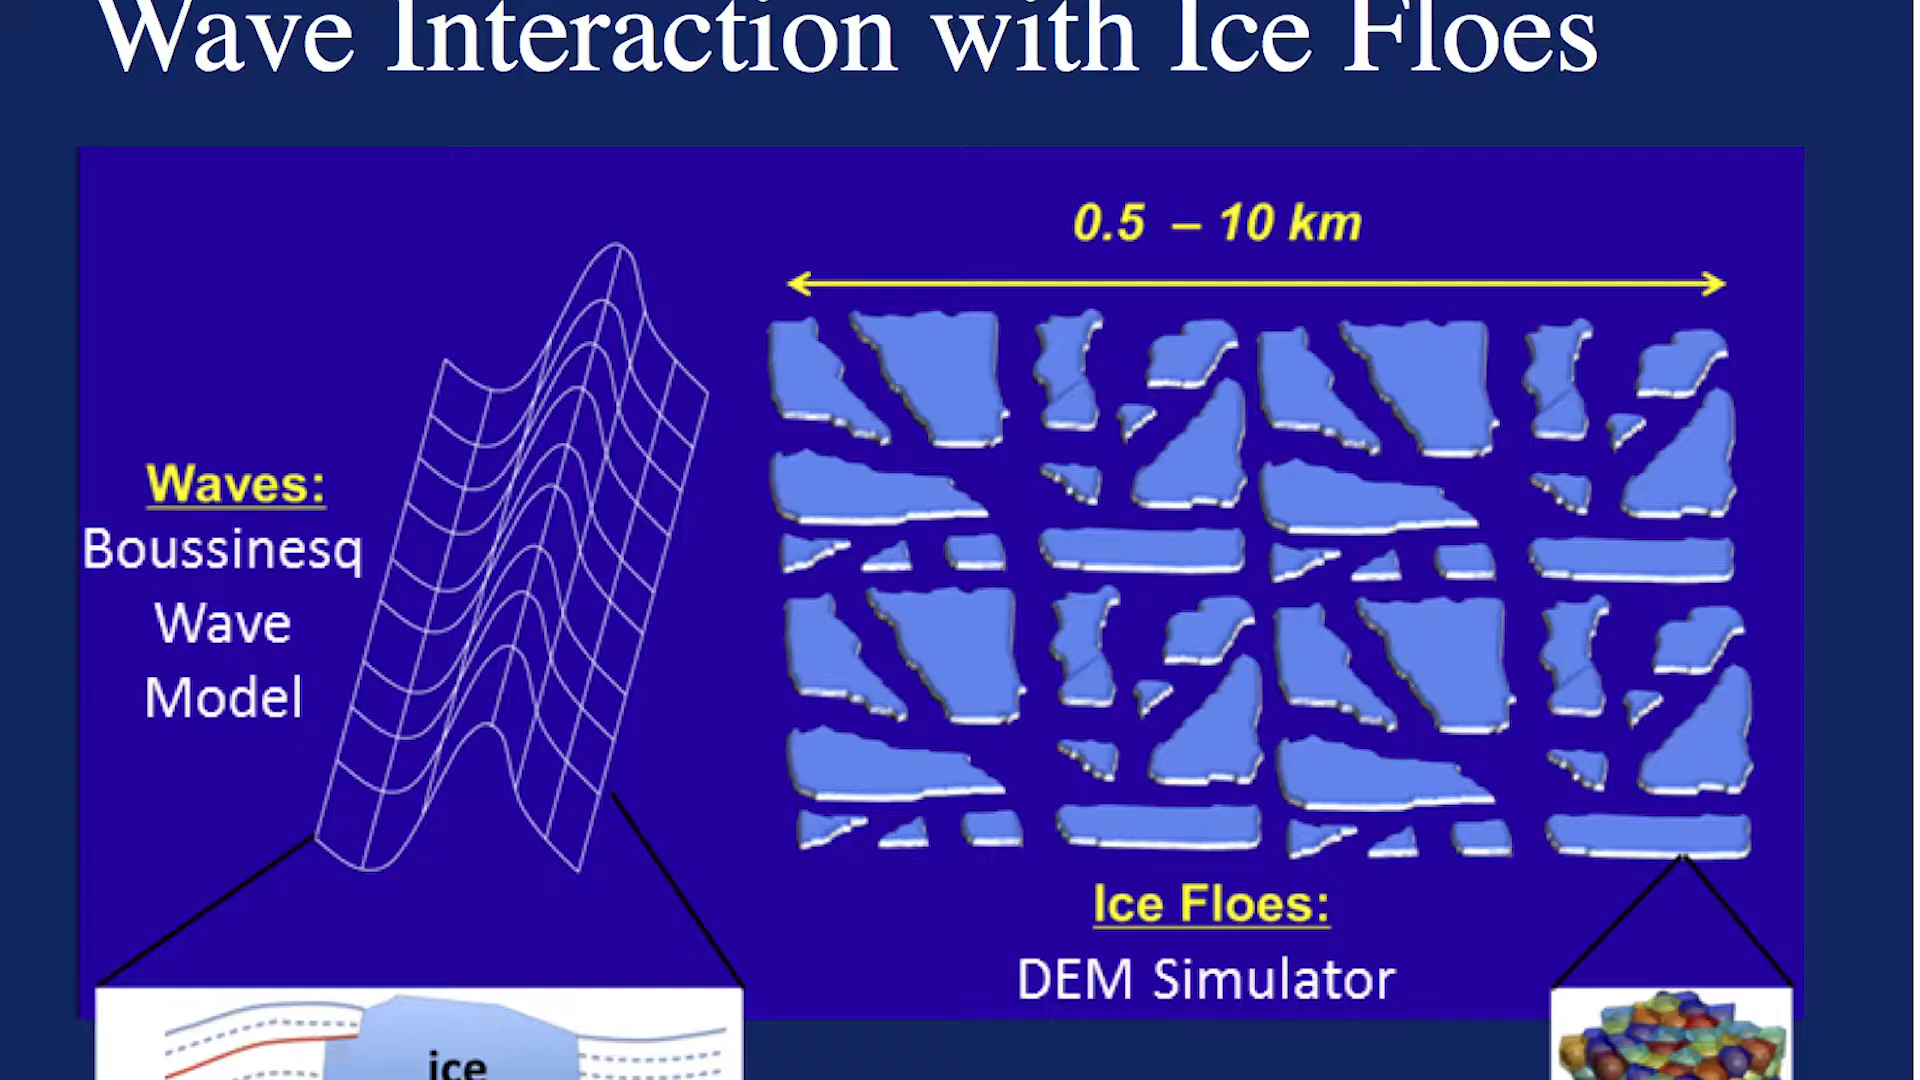 Wave Interaction with Ice Floes
0.5 – 10 km
Waves:
Boussinesq
Wave
Model
Ice Floes:
DEM Simulator
ice